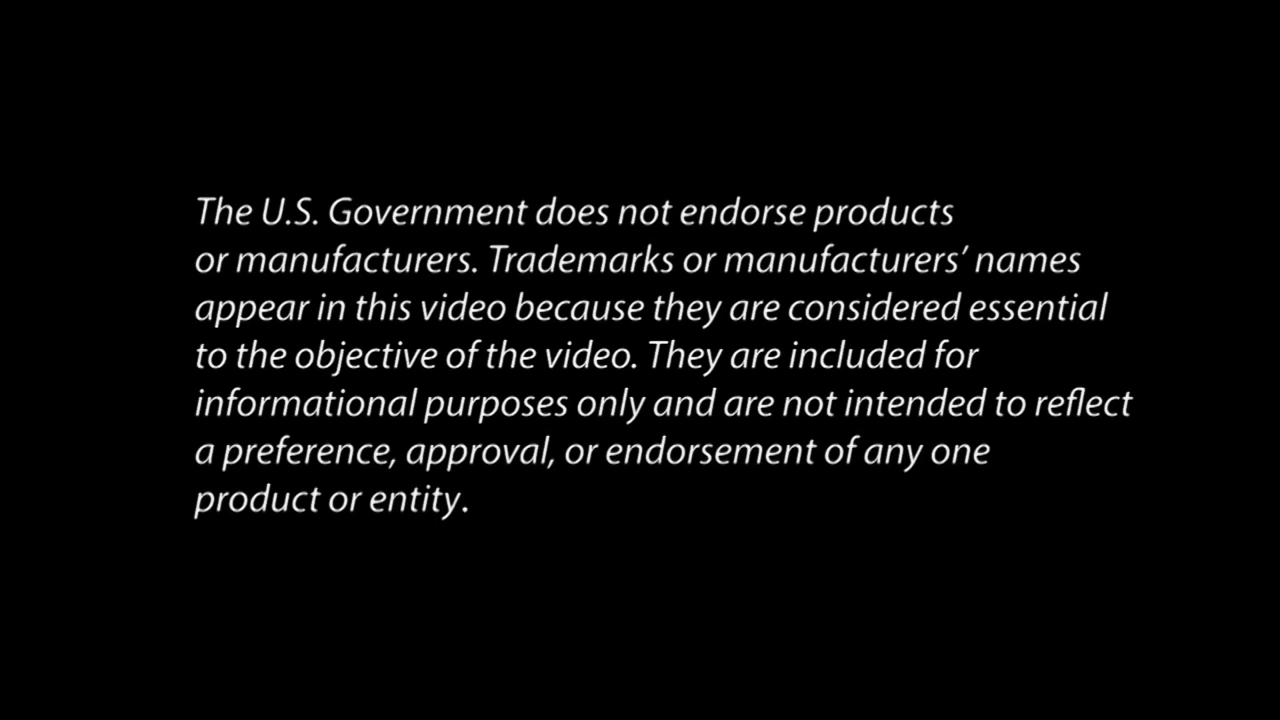 The U.S. Government does not endorse products
or manufacturers. Trademarks or manufacturers’ names
appear in this video because they are considered essential
to the objective of the video. They are included for
informational purposes only and are not intended to reflect
a preference, approval, or endorsement of any one
product or entity.